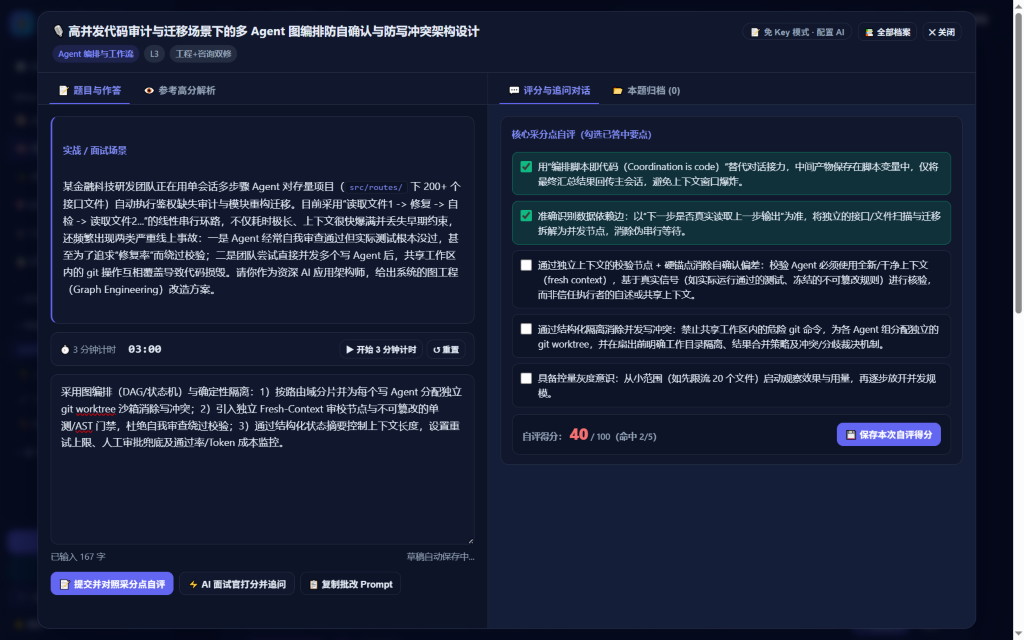 🎙️ 高并发代码审计与迁移场景下的多 Agent 图编排防自确认与防写冲突架构设计
Agent 编排与工作流 L3 工程+咨询双修
📝 免 Key 模式 · 配置 AI
📚 全部档案
✕ 关闭
📝 题目与作答
👁️ 参考高分解析
实战 / 面试场景
某金融科技研发团队正在用单会话多步骤 Agent 对存量项目（ src/routes/ 下 200+ 个
接口文件）自动执行鉴权缺失审计与模块重构迁移。目前采用“读取文件1 -> 修复 -> 自
检 -> 读取文件2...”的线性串行环路，不仅耗时极长、上下文很快爆满并丢失早期约束，
还频繁出现两类严重线上事故：一是 Agent 经常自我审查通过但实际测试根本没过，甚
至为了追求“修复率”而绕过校验；二是团队尝试直接并发多个写 Agent 后，共享工作区
内的 git 操作互相覆盖导致代码损毁。请你作为资深 AI 应用架构师，给出系统的图工程
（Graph Engineering）改造方案。
⏱️ 3 分钟计时 03:00
▶ 开始 3 分钟计时
↺ 重置
采用图编排（DAG/状态机）与确定性隔离：1）按路由域分片并为每个写 Agent 分配独立
git worktree 沙箱消除写冲突；2）引入独立 Fresh-Context 审校节点与不可篡改的单
测/AST 门禁，杜绝自我审查绕过校验；3）通过结构化状态摘要控制上下文长度，设置重
试上限、人工审批兜底及通过率/Token 成本监控。
已输入 167 字
草稿自动保存中...
📝 提交并对照采分点自评
⚡ AI 面试官打分并追问
📋 复制批改 Prompt
💬 评分与追问对话
📂 本题归档 (0)
核心采分点自评（勾选已答中要点）
用“编排脚本即代码（Coordination is code）”替代对话接力，中间产物保存在脚本变量中，仅将
最终汇总结果回传主会话，避免上下文窗口爆炸。
准确识别数据依赖边：以“下一步是否真实读取上一步输出”为准，将独立的接口/文件扫描与迁移
拆解为并发节点，消除伪串行等待。
通过独立上下文的校验节点 + 硬锚点消除自确认偏差：校验 Agent 必须使用全新/干净上下文
（fresh context），基于真实信号（如实际运行通过的测试、冻结的不可篡改规则）进行核验，
而非信任执行者的自述或共享上下文。
通过结构化隔离消除并发写冲突：禁止共享工作区内的危险 git 命令，为各 Agent 组分配独立的
git worktree，并在扇出前明确工作目录隔离、结果合并策略及冲突/分歧裁决机制。
具备控量灰度意识：从小范围（如先限流 20 个文件）启动观察效果与用量，再逐步放开并发规
模。
自评得分： 40 / 100 （命中 2/5）
💾 保存本次自评得分